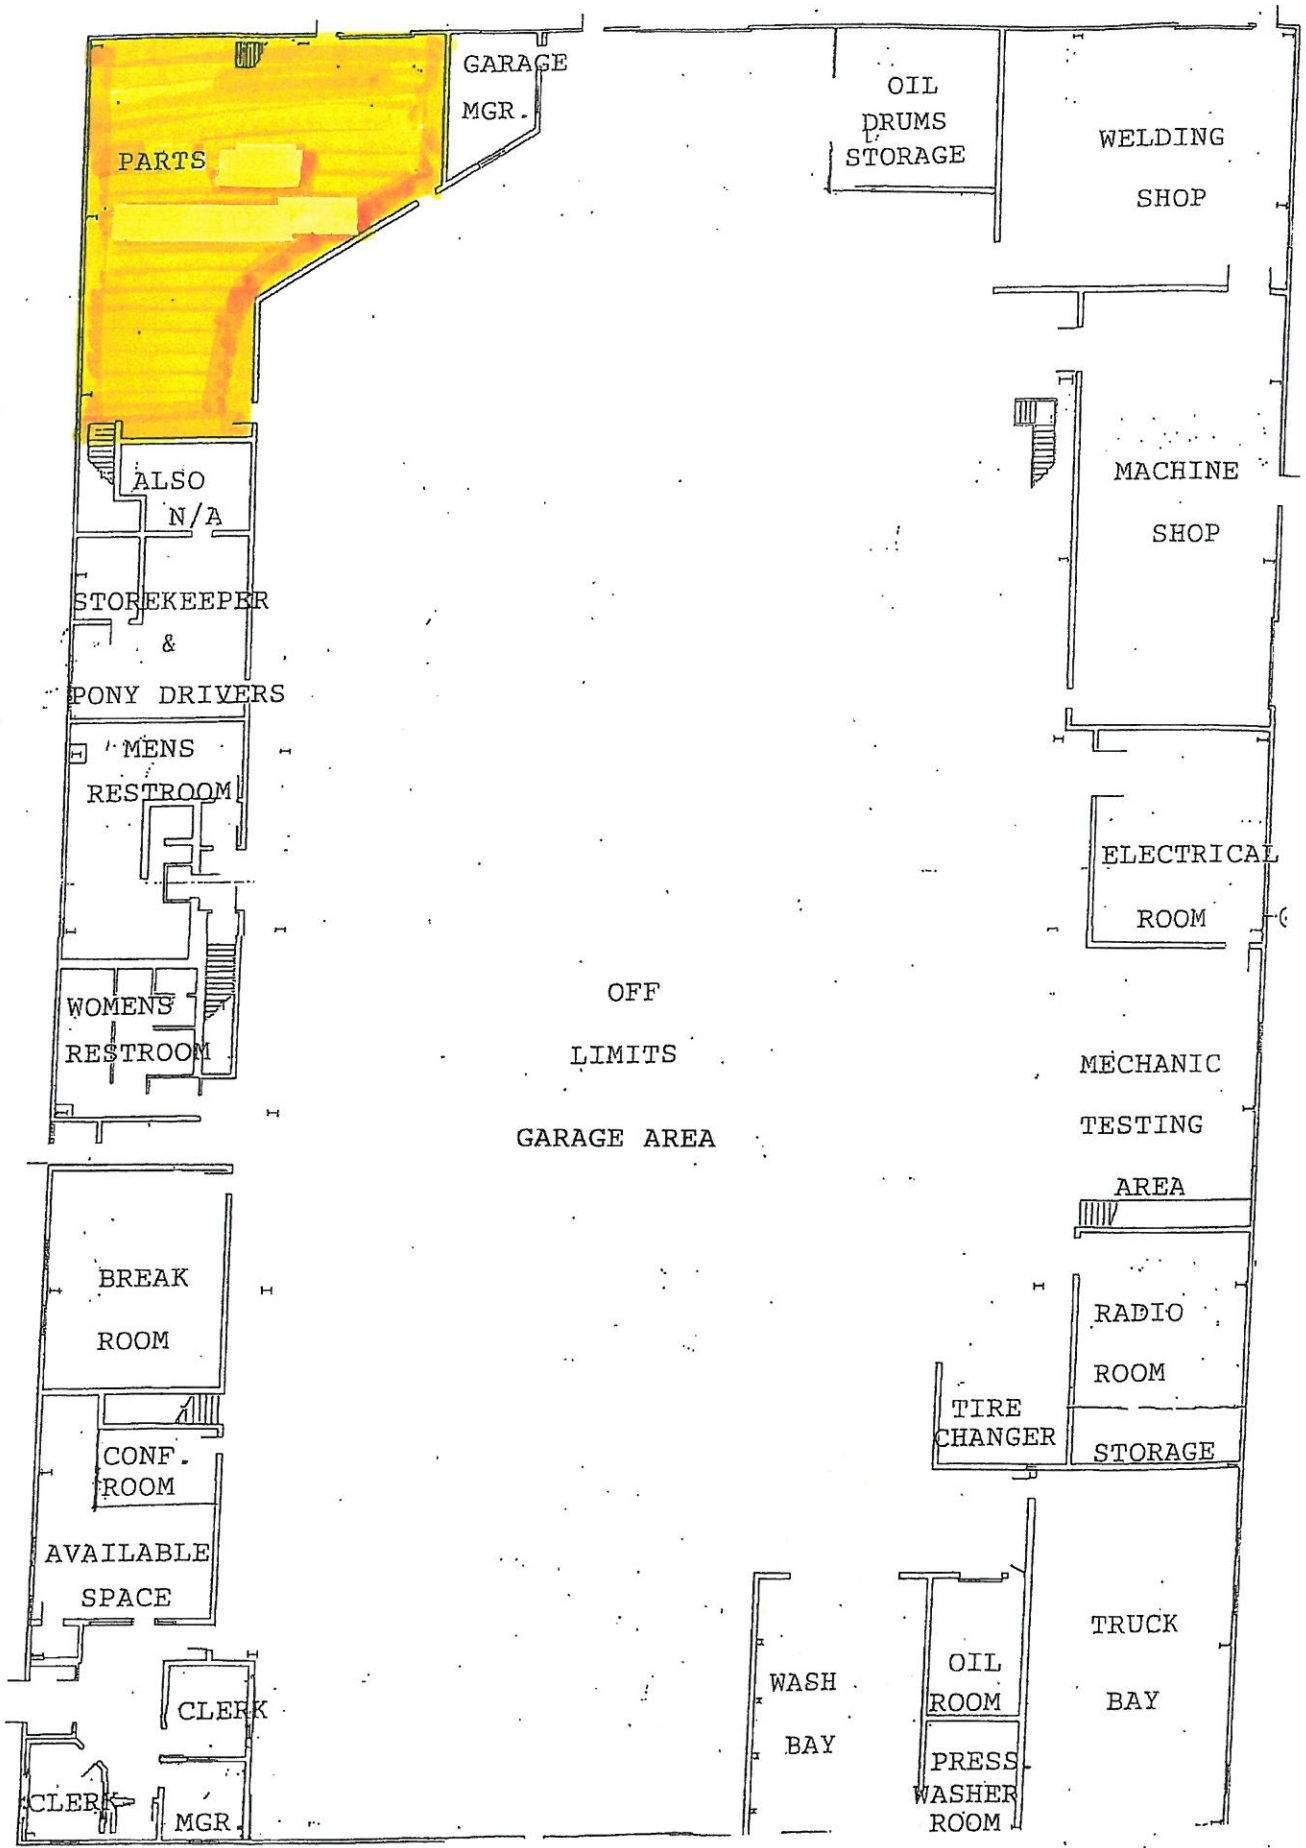 GARAGE
MGR.
OIL
DRUMS
STORAGE
WELDING
SHOP
PARTS
ALSO
N/A
MACHINE
SHOP
STOREKEEPER
&
PONY DRIVERS
MENS
RESTROOM
ELECTRICAL
ROOM
WOMENS
RESTROOM
OFF
LIMITS
GARAGE AREA
MECHANIC
TESTING
AREA
BREAK
ROOM
RADIO
ROOM
TIRE
CHANGER
STORAGE
CONF.
ROOM
AVAILABLE
SPACE
TRUCK
BAY
WASH
BAY
OIL
ROOM
PRESS
WASHER
ROOM
CLERK
CLERK
MGR.